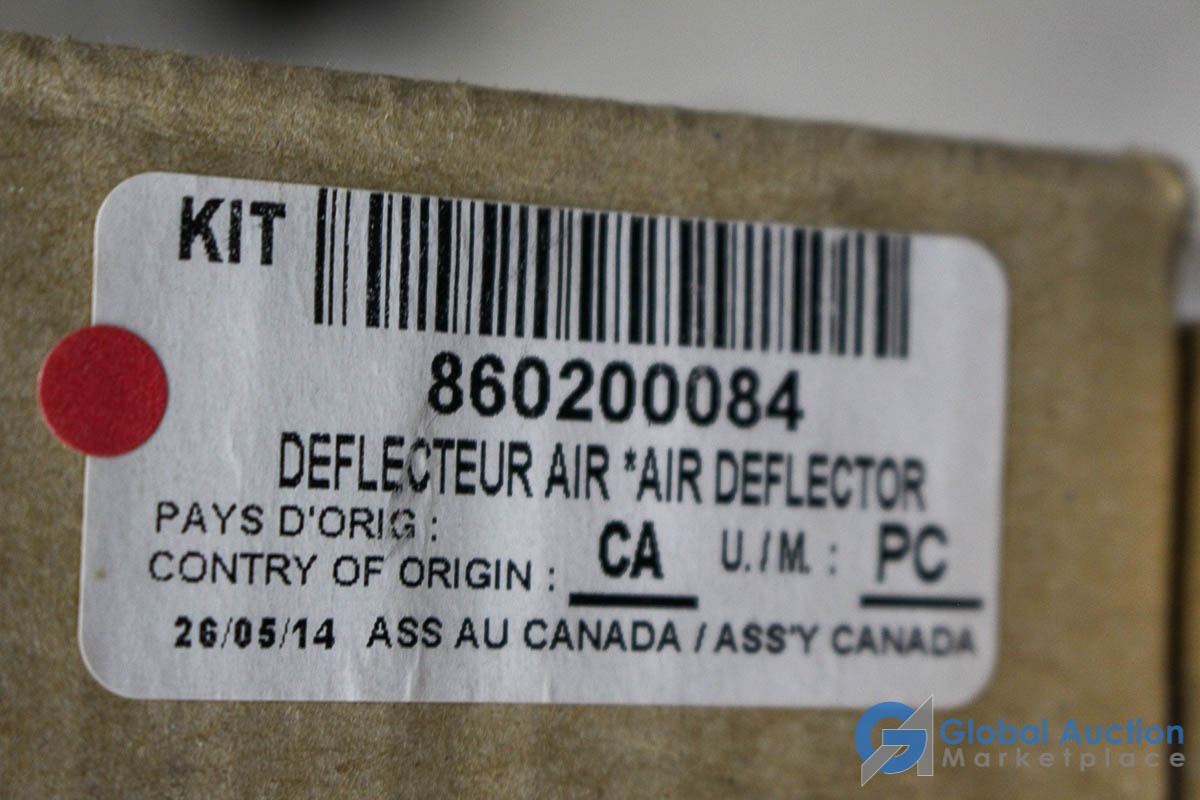 KIT
860200084
DEFLECTEUR AIR *AIR DEFLECTOR
PAYS D'ORIG :
CONTRY OF ORIGIN : CA U./M. : PC
26/05/14 ASS AU CANADA / ASS'Y CANADA
Global Auction
Marketplace